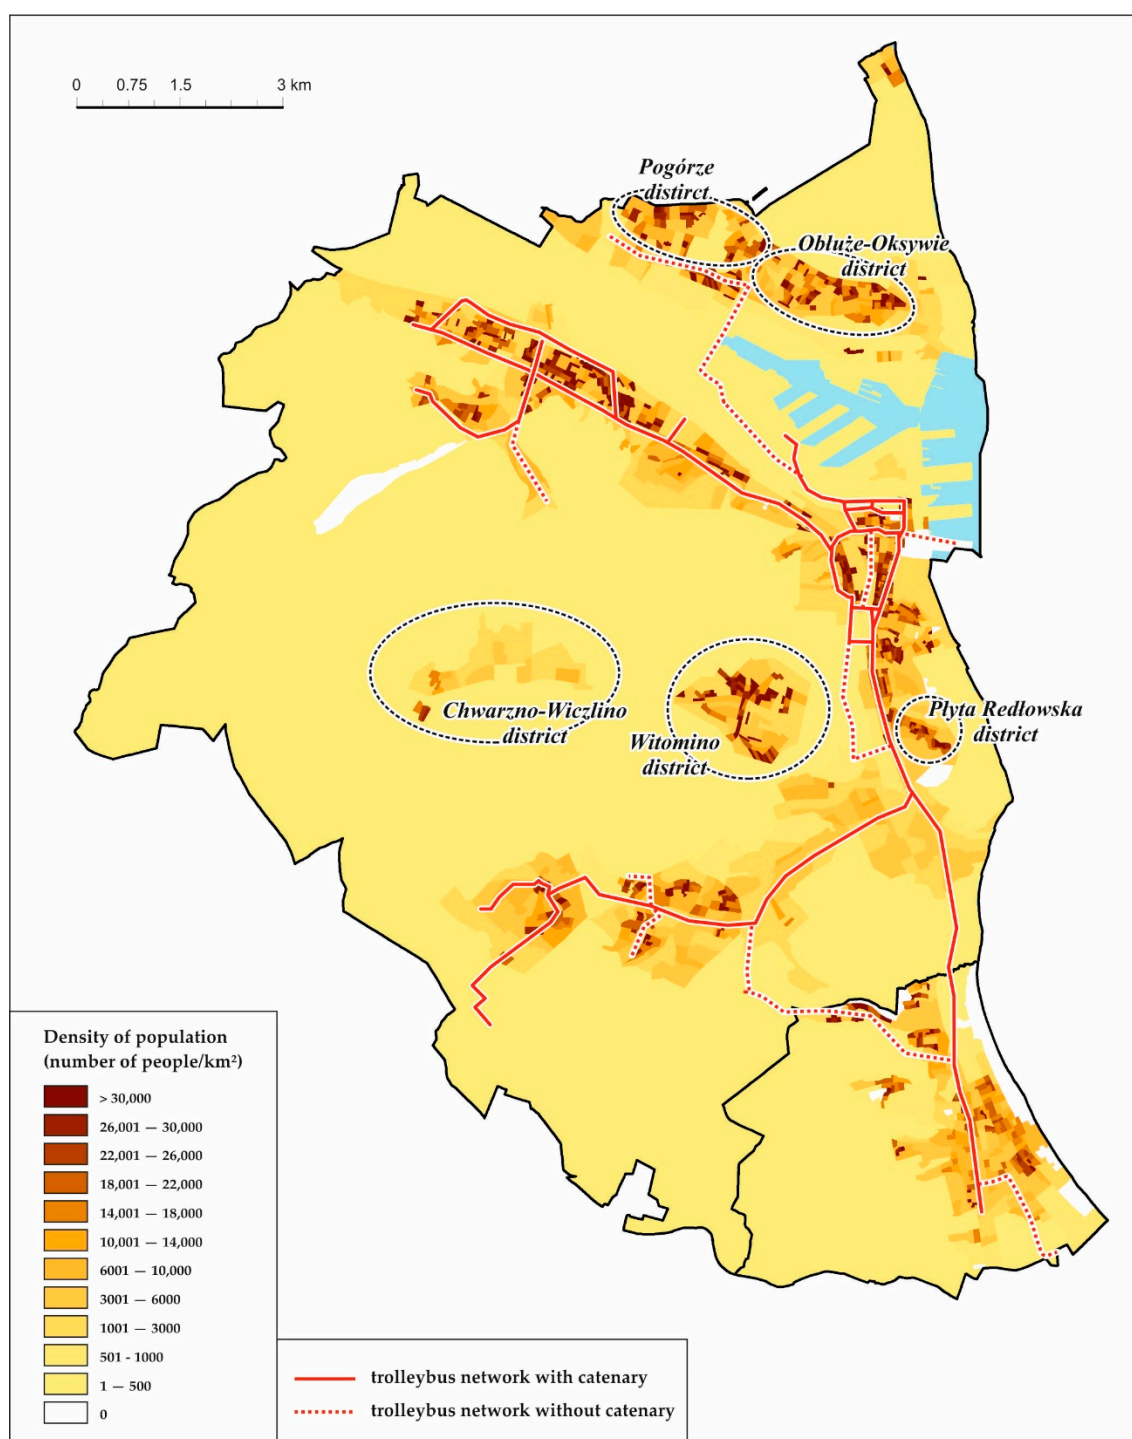 0 0.75 1.5 3 km
Pogórze
distirct
Obłuże-Oksywie
district
Chwarzno-Wiczlino
district
Witomino
district
Płyta Redłowska
district
Density of population
(number of people/km²)
> 30,000
26,001 — 30,000
22,001 — 26,000
18,001 — 22,000
14,001 — 18,000
10,001 — 14,000
6001 — 10,000
3001 — 6000
1001 — 3000
501 - 1000
1 — 500
0
trolleybus network with catenary
trolleybus network without catenary